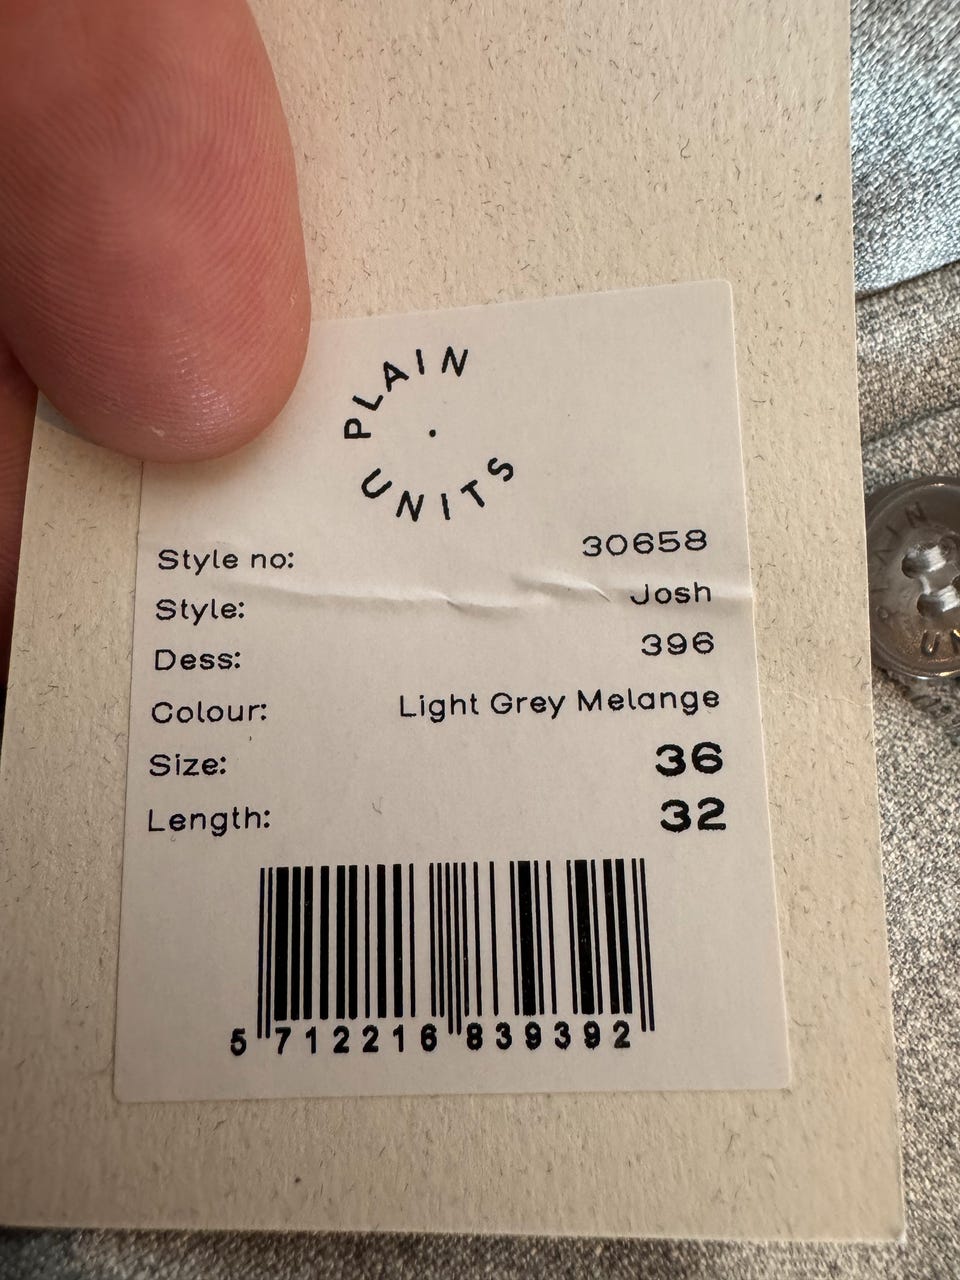 PLAIN
UNITS
Style no: 30658
Style: Josh
Dess: 396
Colour: Light Grey Melange
Size: 36
Length: 32
5 712216 839392